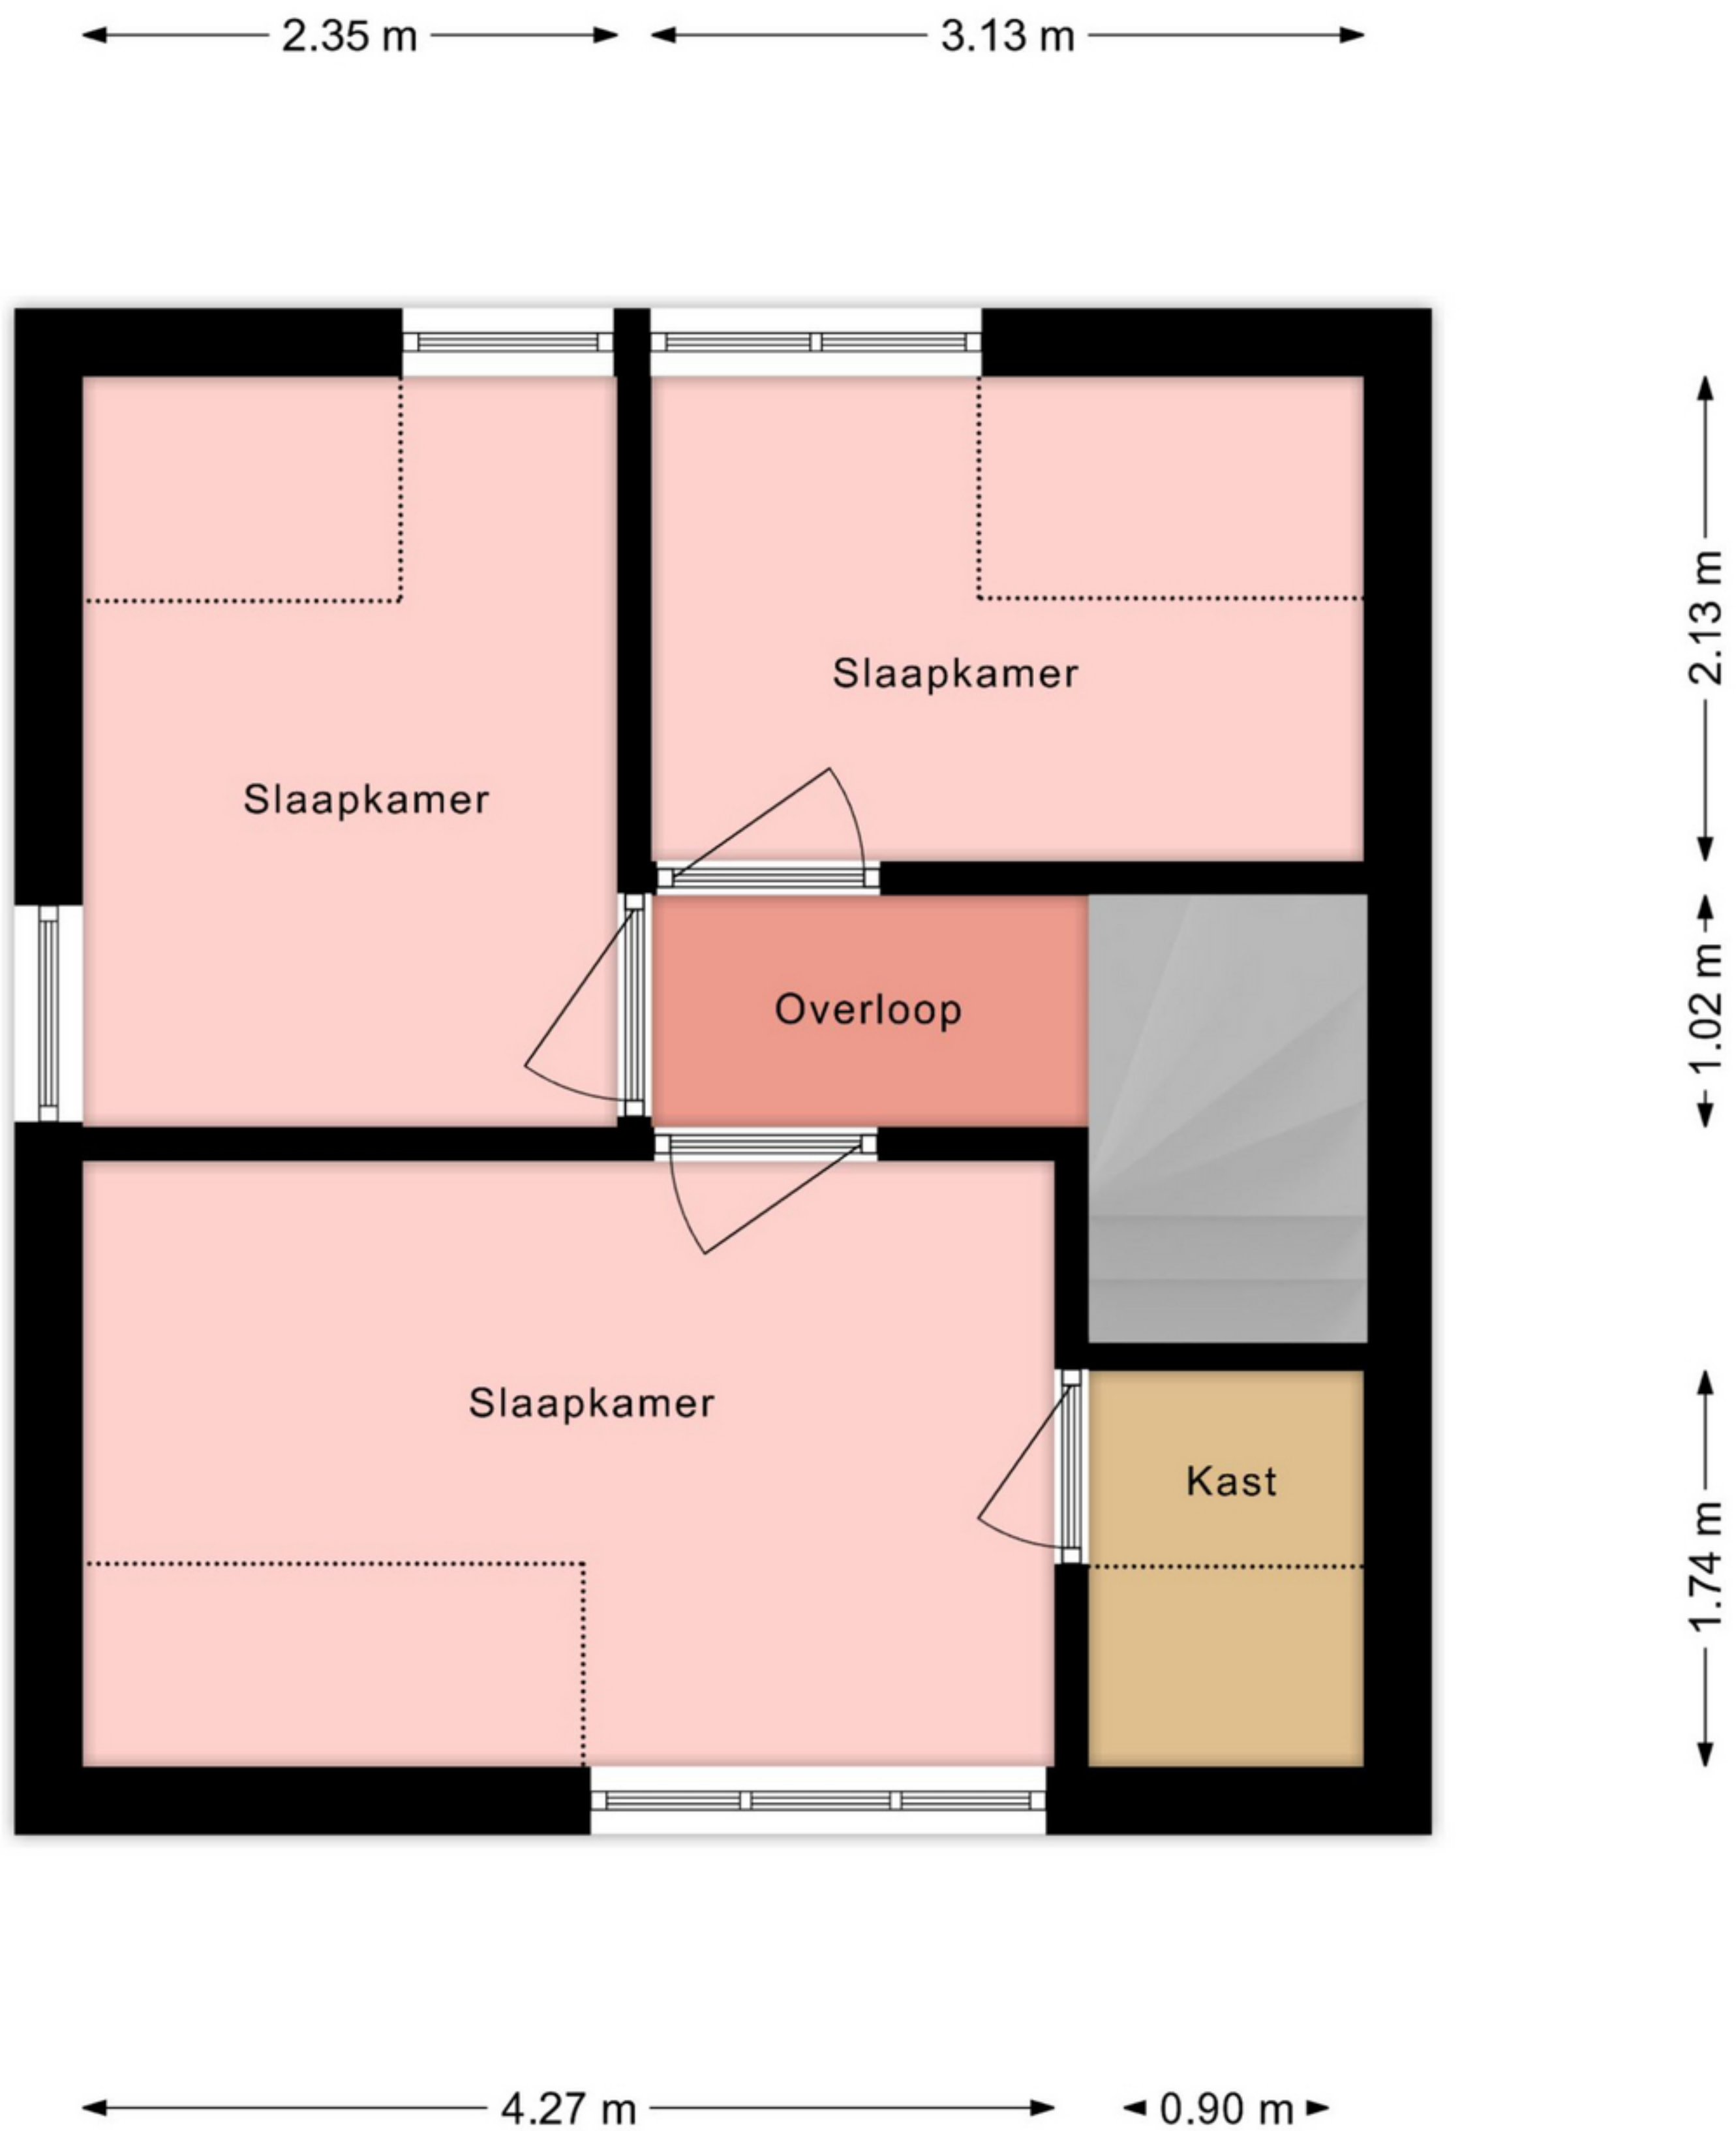 2.35 m
3.13 m
2.13 m
Slaapkamer
Slaapkamer
1.02 m
Overloop
Slaapkamer
Kast
1.74 m
4.27 m
0.90 m